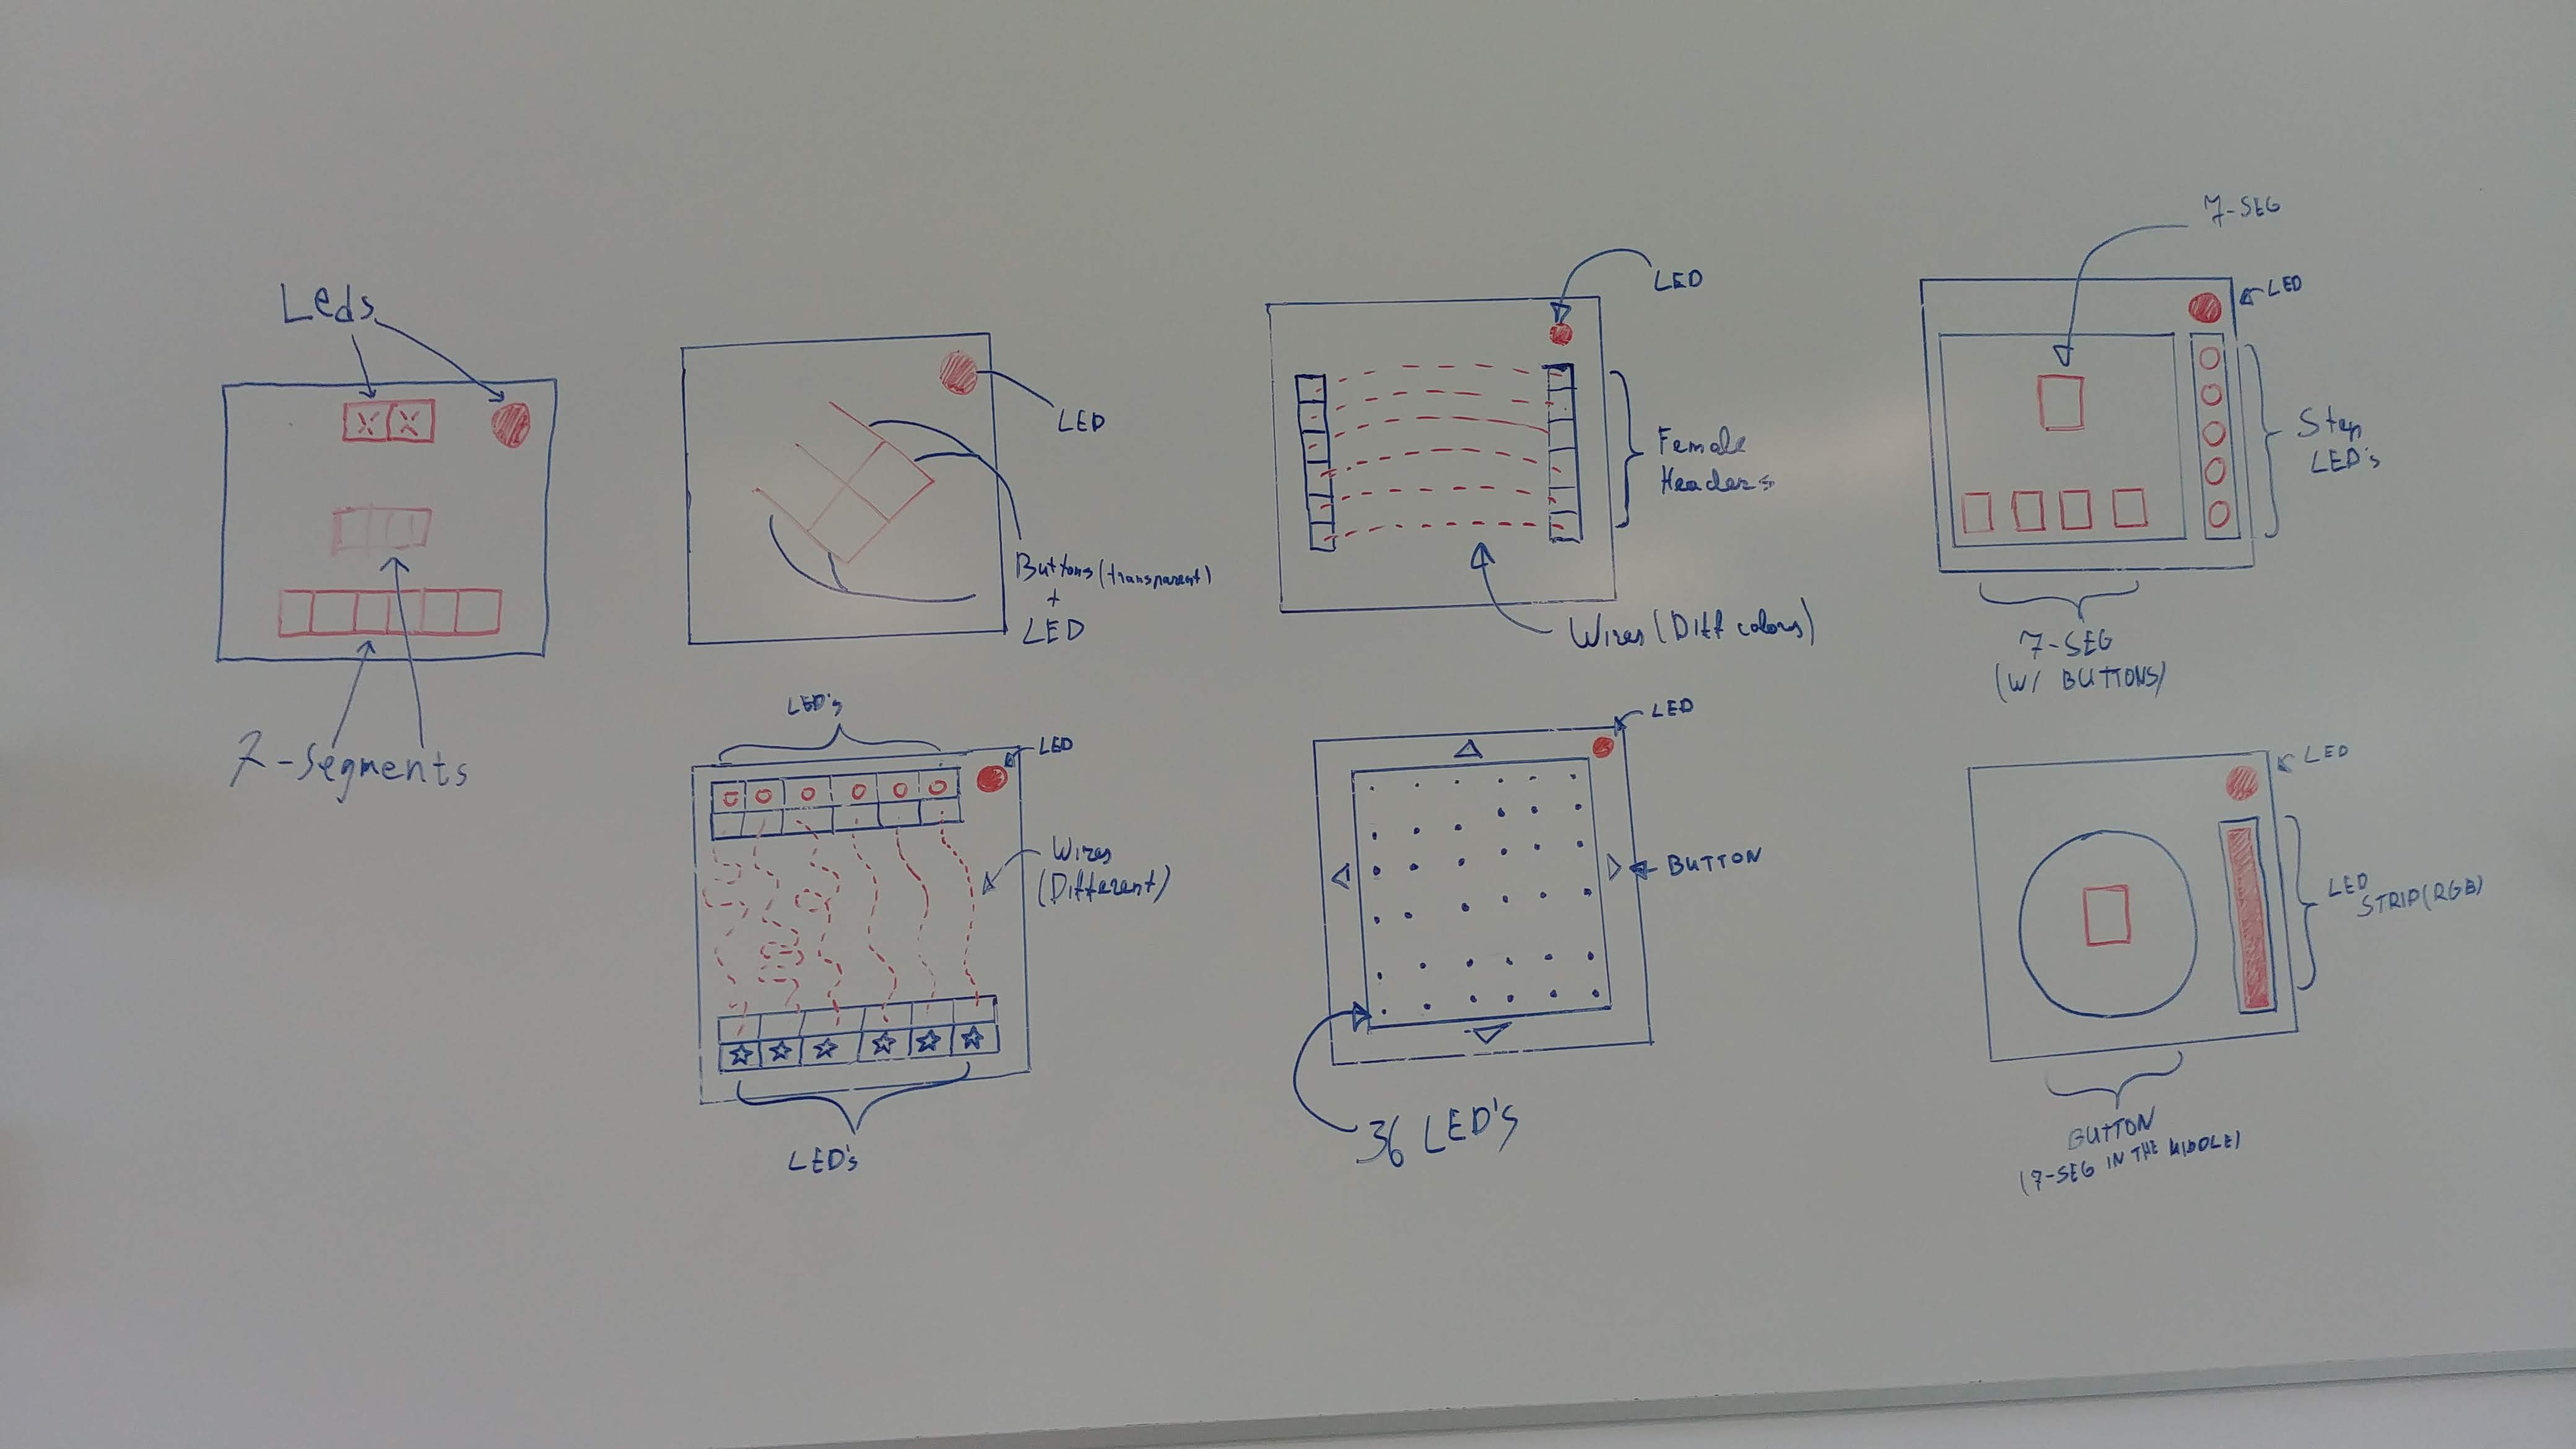 Leds
7-Segments
LED
Buttons (transparent)
+
LED
LED
Female
Headers
Wires (Diff colors)
7-SEG
LED
Step
LED's
7-SEG
(W/ BUTTONS)
LED's
LED
Wires
(Different)
LED's
LED
BUTTON
36 LED'S
LED
LED
STRIP (RGB)
BUTTON
(7-SEG IN THE MIDDLE)